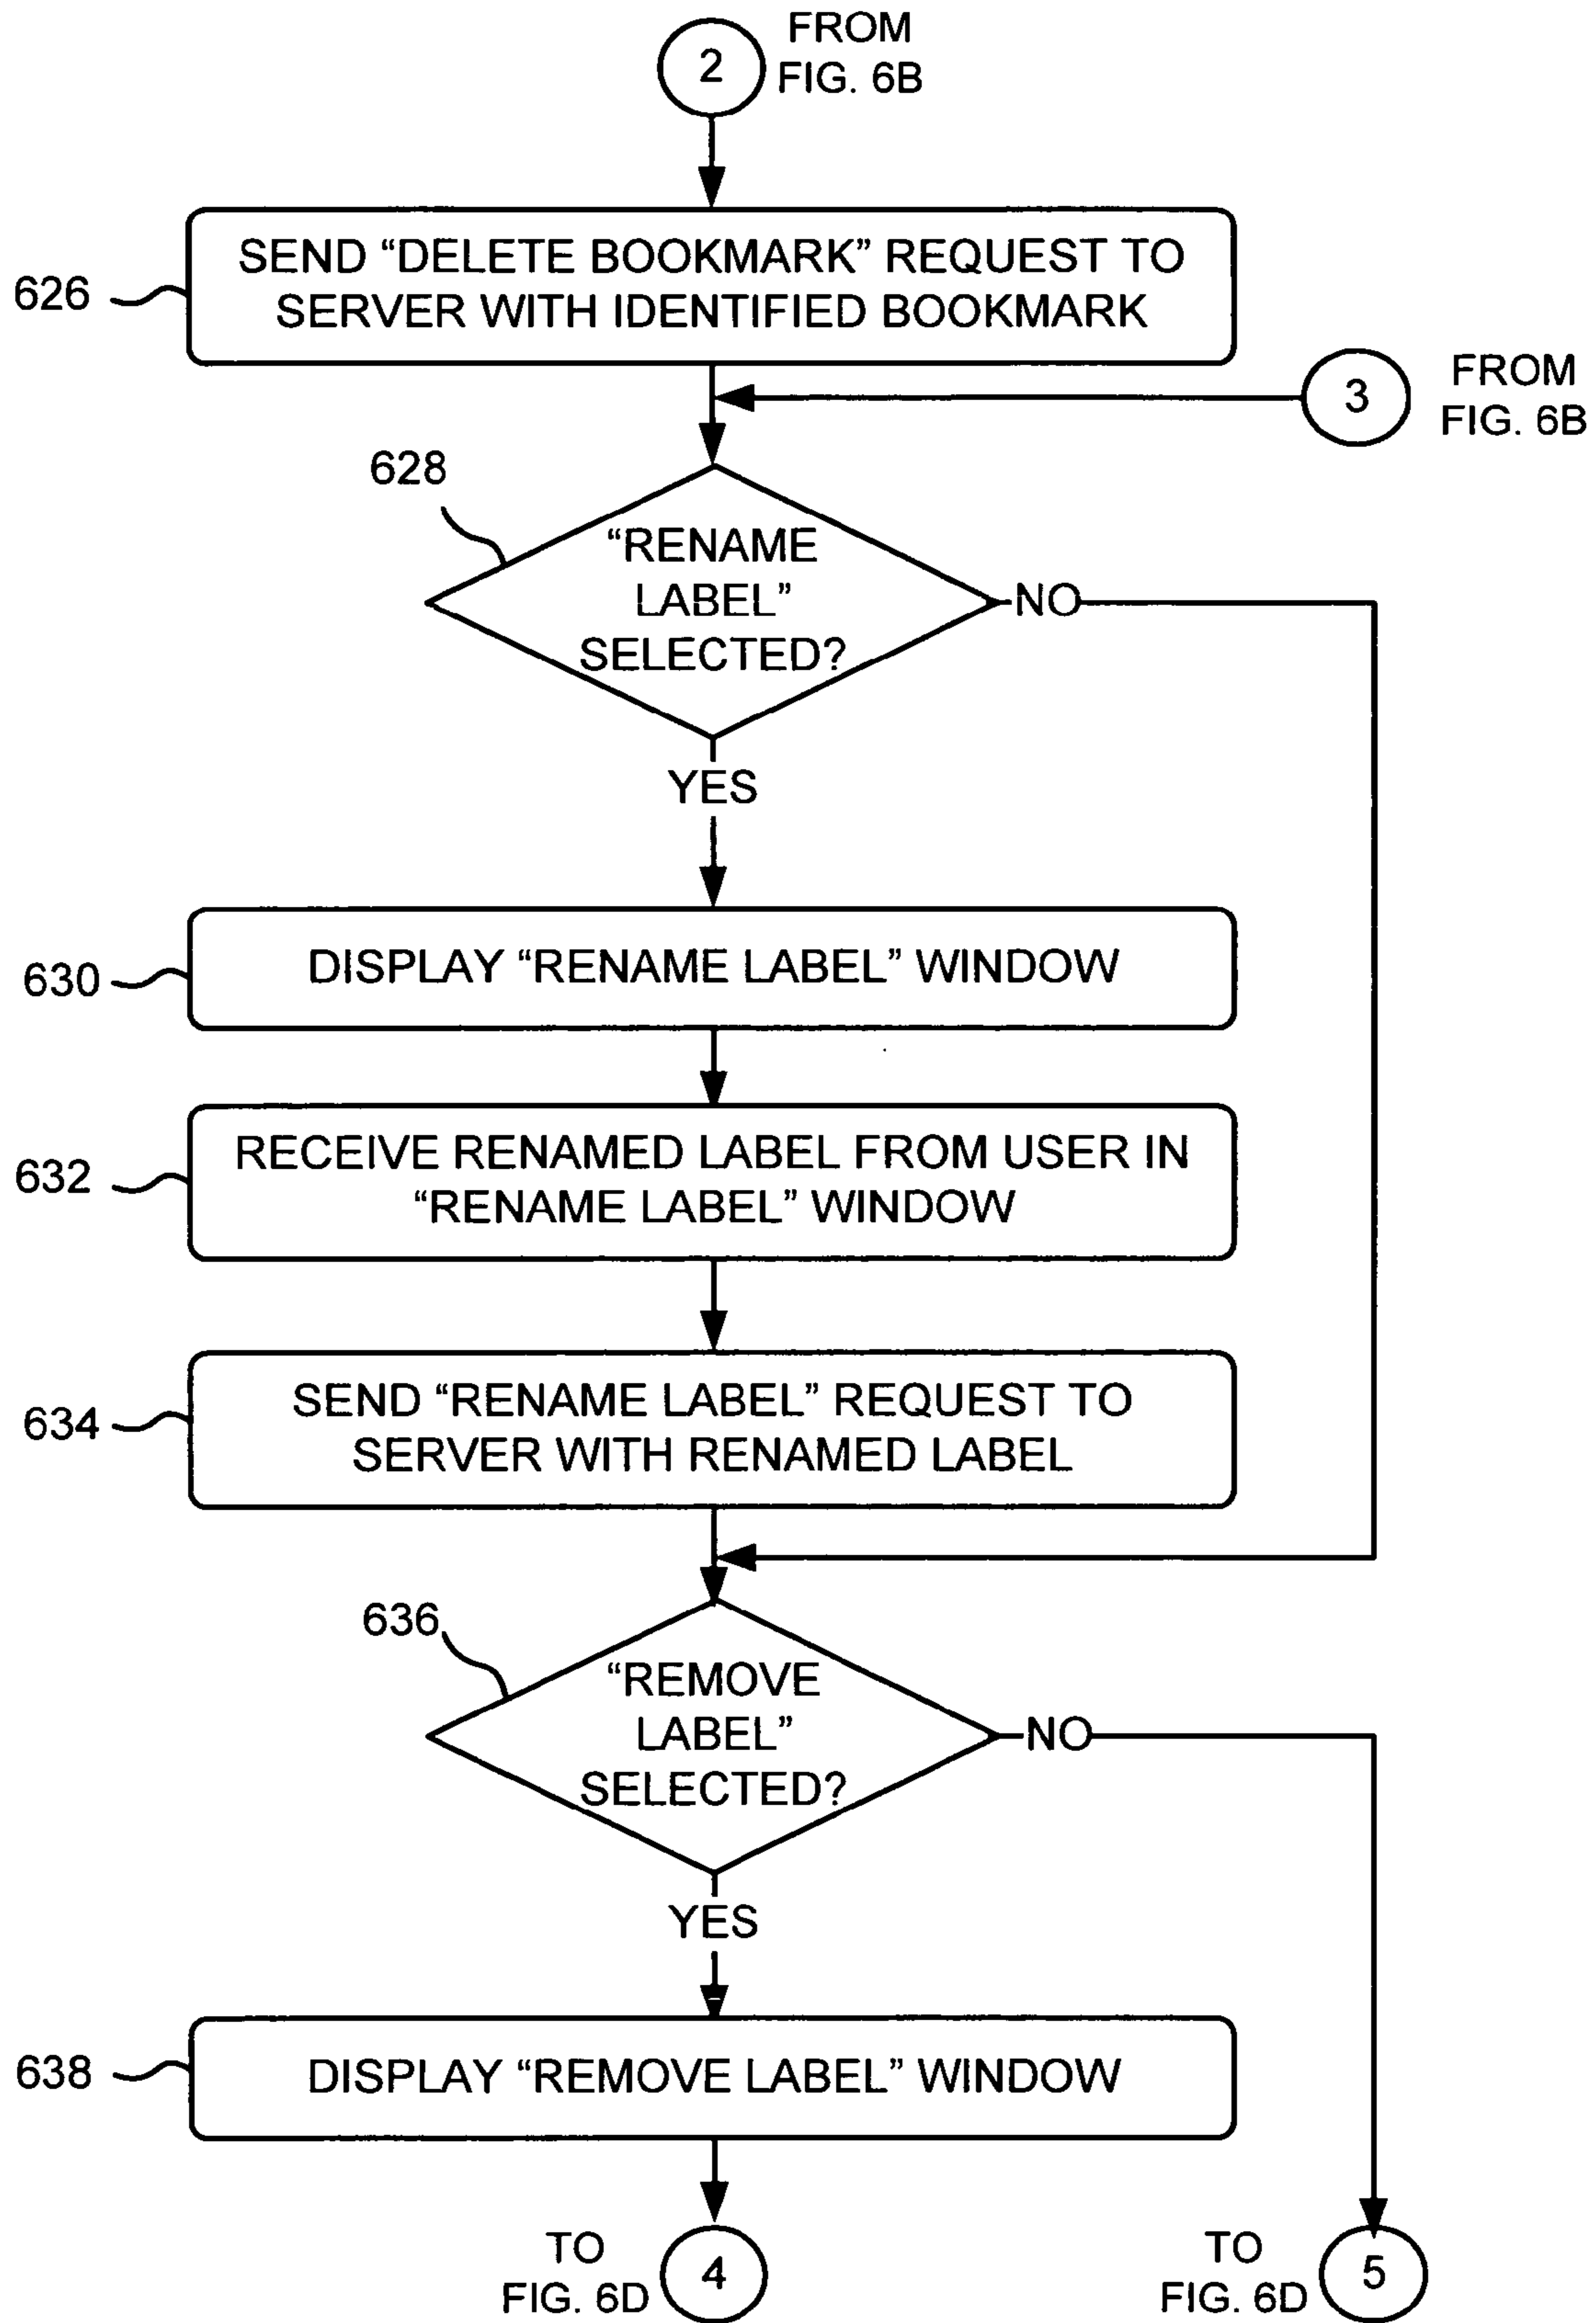 FROM
2
FIG. 6B
SEND “DELETE BOOKMARK” REQUEST TO
626
SERVER WITH IDENTIFIED BOOKMARK
FROM
3
FIG. 6B
628
“RENAME
LABEL”
NO
SELECTED?
YES
630
DISPLAY “RENAME LABEL” WINDOW
632
RECEIVE RENAMED LABEL FROM USER IN
“RENAME LABEL” WINDOW
634
SEND “RENAME LABEL” REQUEST TO
SERVER WITH RENAMED LABEL
636
“REMOVE
LABEL”
NO
SELECTED?
YES
638
DISPLAY “REMOVE LABEL” WINDOW
TO
FIG. 6D
4
TO
FIG. 6D
5